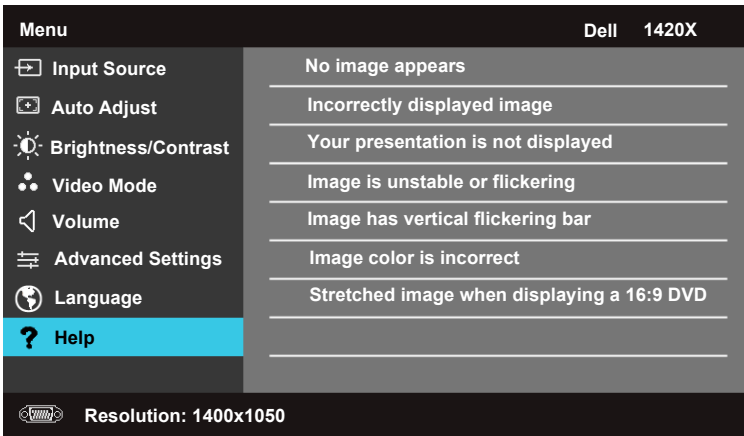 Menu
Dell 1420X
Input Source
Auto Adjust
Brightness/Contrast
Video Mode
Volume
Advanced Settings
Language
Help
No image appears
Incorrectly displayed image
Your presentation is not displayed
Image is unstable or flickering
Image has vertical flickering bar
Image color is incorrect
Stretched image when displaying a 16:9 DVD
Resolution: 1400x1050